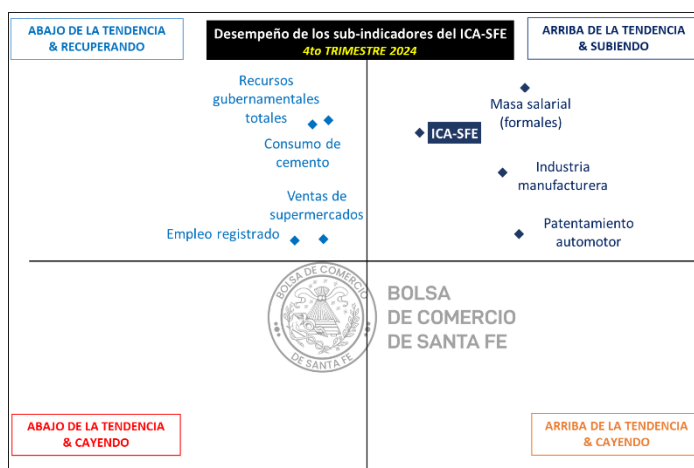 ABAJO DE LA TENDENCIA
& RECUPERANDO
Desempeño de los sub-indicadores del ICA-SFE
4to TRIMESTRE 2024
ARRIBA DE LA TENDENCIA
& SUBIENDO
Recursos
gubernamentales
totales
Consumo de
cemento
Ventas de
supermercados
Empleo registrado
Masa salarial
(formales)
ICA-SFE
Industria
manufacturera
Patentamiento
automotor
BOLSA DE COMERCIO
DE SANTA FE
BOLSA
DE COMERCIO
DE SANTA FE
ABAJO DE LA TENDENCIA
& CAYENDO
ARRIBA DE LA TENDENCIA
& CAYENDO